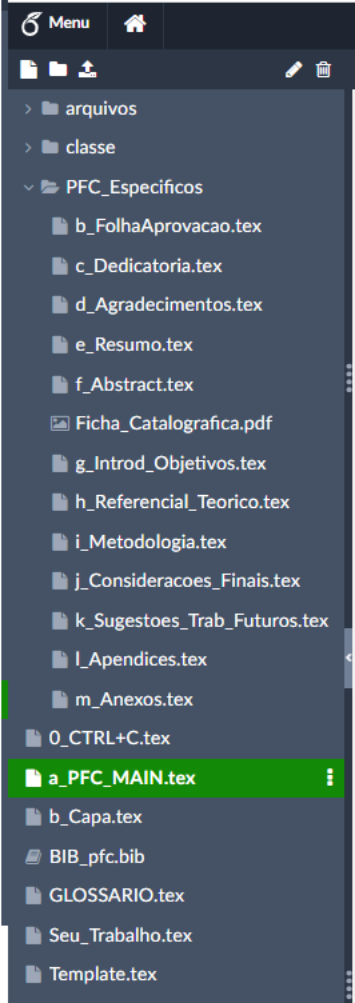 Menu
arquivos
classe
PFC_Especificos
b_FolhaAprovacao.tex
c_Dedicatoria.tex
d_Agradecimentos.tex
e_Resumo.tex
f_Abstract.tex
Ficha_Catalografica.pdf
g_Introd_Objetivos.tex
h_Referencial_Teorico.tex
i_Metodologia.tex
j_Consideracoes_Finais.tex
k_Sugestoes_Trab_Futuros.tex
l_Apendices.tex
m_Anexos.tex
0_CTRL+C.tex
a_PFC_MAIN.tex
b_Capa.tex
BIB_pfc.bib
GLOSSARIO.tex
Seu_Trabalho.tex
Template.tex